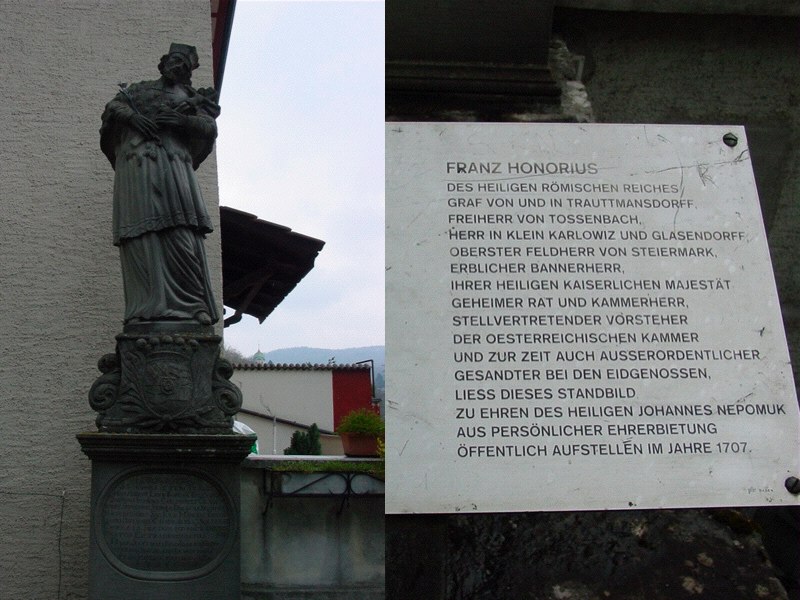 FRANZ HONORIUS
DES HEILIGEN RÖMISCHEN REICHES
GRAF VON UND IN TRAUTTMANSDORFF,
FREIHERR VON TOSSENBACH,
HERR IN KLEIN KARLOWIZ UND GLASENDORFF,
OBERSTER FELDHERR VON STEIERMARK,
ERBLICHER BANNERHERR,
IHRER HEILIGEN KAISERLICHEN MAJESTÄT
GEHEIMER RAT UND KAMMERHERR,
STELLVERTRETENDER VORSTEHER
DER OESTERREICHISCHEN KAMMER
UND ZUR ZEIT AUCH AUSSERORDENTLICHER
GESANDTER BEI DEN EIDGENOSSEN,
LIESS DIESES STANDBILD
ZU EHREN DES HEILIGEN JOHANNES NEPOMUK
AUS PERSÖNLICHER EHRERBIETUNG
ÖFFENTLICH AUFSTELLEN IM JAHRE 1707.